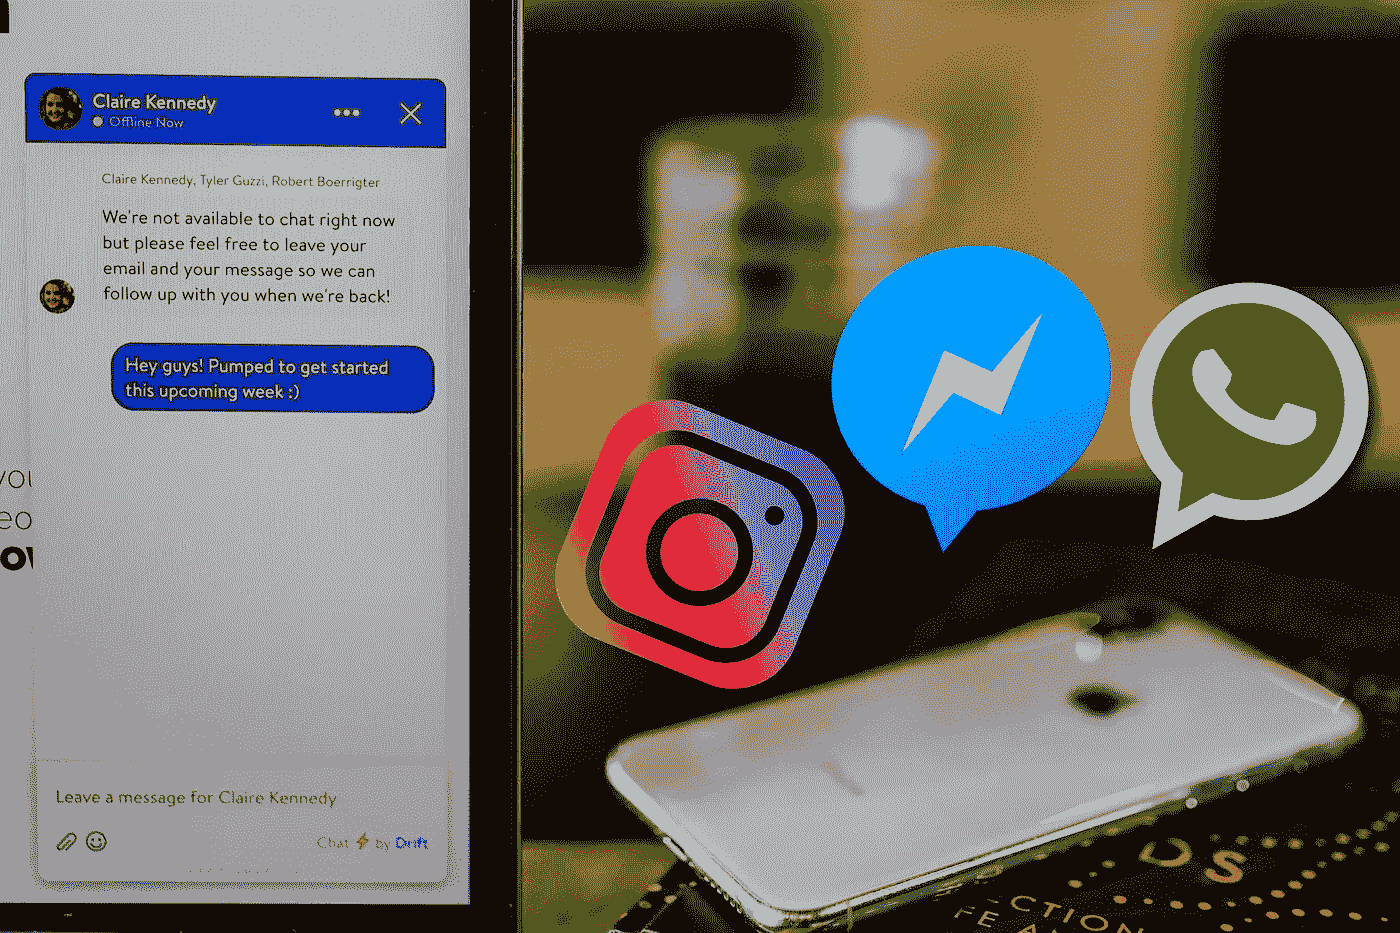 Claire Kennedy
Offline Now
Claire Kennedy, Tyler Guzzi, Robert Boerrigter
We're not available to chat right now
but please feel free to leave your
email and your message so we can
follow up with you when we're back!
Hey guys! Pumped to get started
this upcoming week :)
Leave a message for Claire Kennedy
Chat ⚡ by Drift